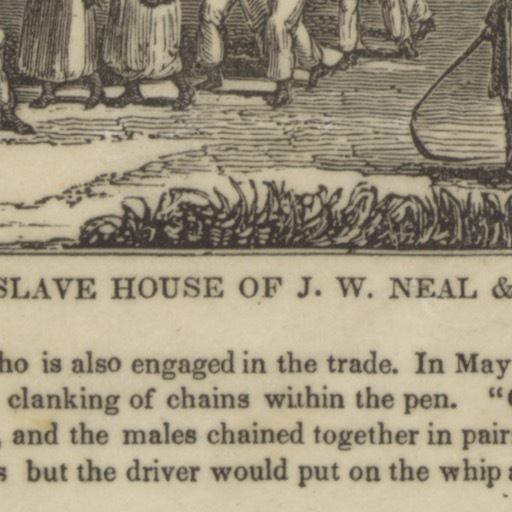 SLAVE HOUSE OF J. W. NEAL &
ho is also engaged in the trade. In May
clanking of chains within the pen. "
, and the males chained together in pair
s but the driver would put on the whip a